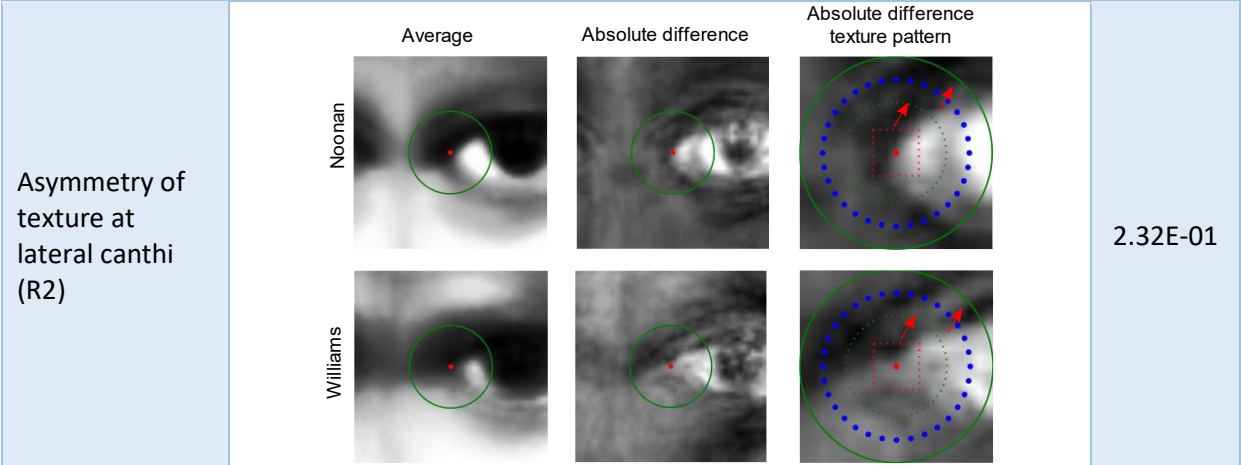 Asymmetry of
texture at
lateral canthi
(R2)
Average
Absolute difference
Absolute difference
texture pattern
Noonan
Williams
2.32E-01